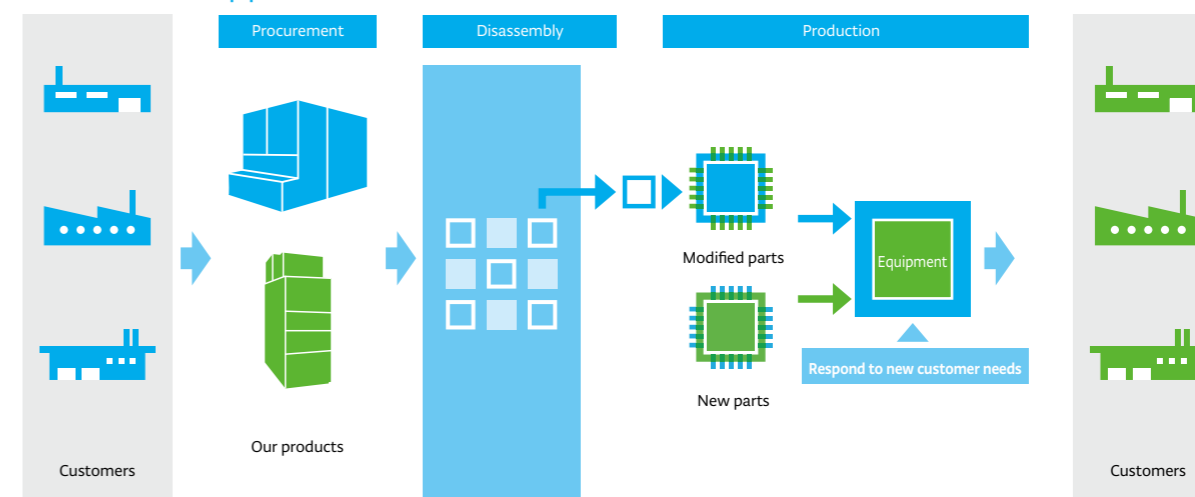 Procurement
Disassembly
Production
Modified parts
Equipment
Respond to new customer needs
New parts
Our products
Customers
Customers